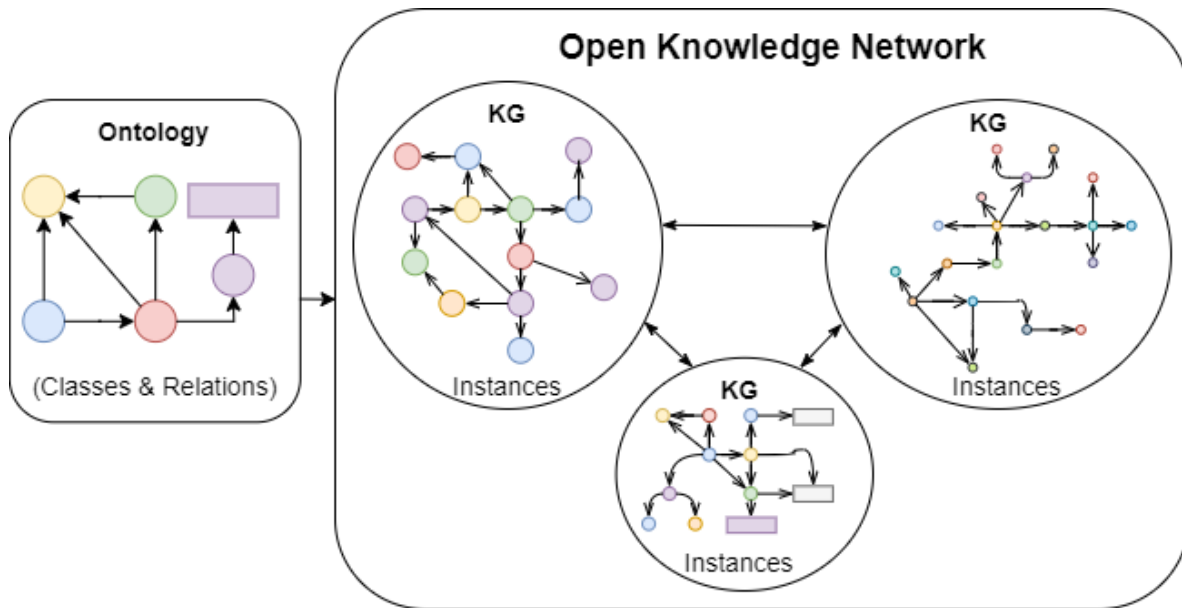 Open Knowledge Network
Ontology
(Classes & Relations)
KG
Instances
KG
Instances
KG
Instances